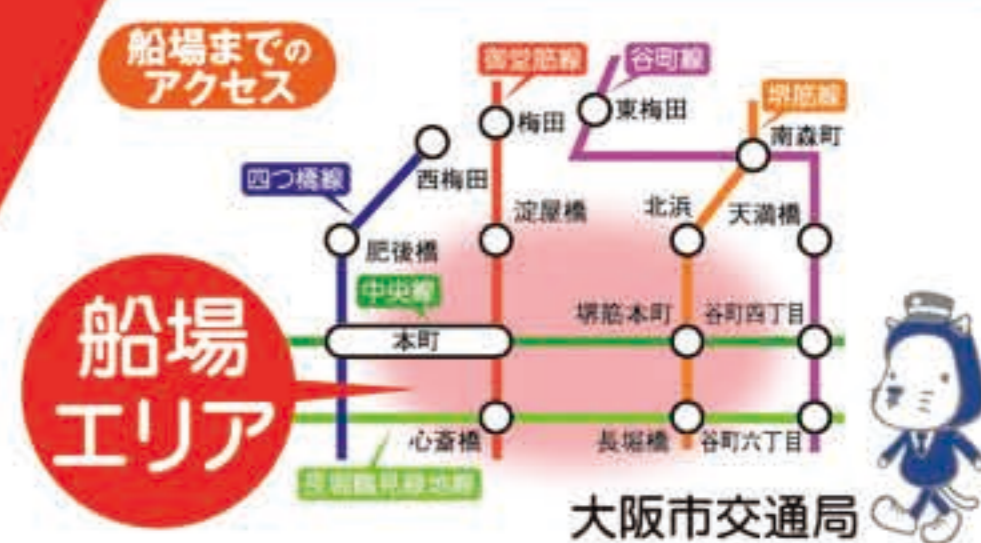 船場までの
アクセス
御堂筋線
谷町線
堺筋線
梅田
東梅田
南森町
四つ橋線
西梅田
淀屋橋
北浜
天満橋
肥後橋
中央線
船場
エリア
本町
堺筋本町
谷町四丁目
心斎橋
長堀橋
谷町六丁目
長堀鶴見緑地線
大阪市交通局